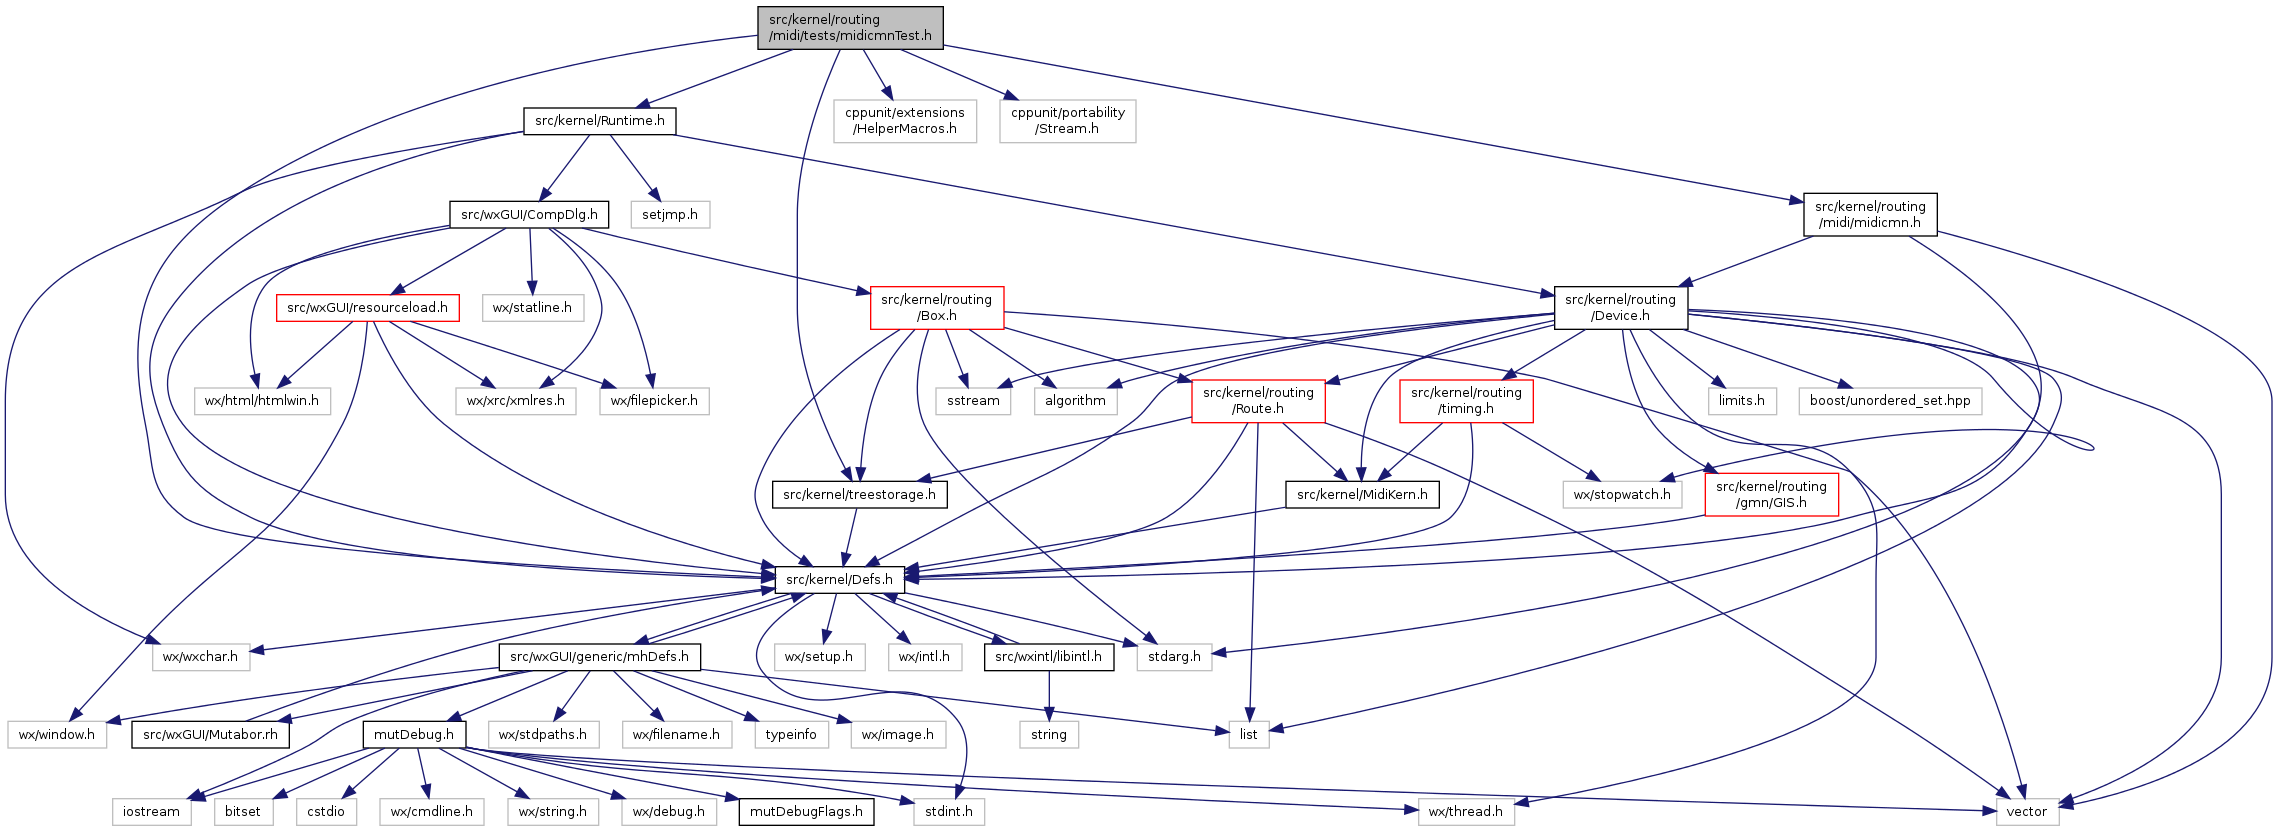 src/kernel/routing
/midi/tests/midicmnTest.h
src/kernel/Runtime.h
cppunit/extensions
/HelperMacros.h
cppunit/portability
/Stream.h
src/wxGUI/CompDlg.h
setjmp.h
src/kernel/routing
/midi/midicmn.h
src/wxGUI/resourceload.h
wx/statline.h
src/kernel/routing
/Box.h
src/kernel/routing
/Device.h
wx/html/htmlwin.h
wx/xrc/xmlres.h
wx/filepicker.h
sstream
algorithm
src/kernel/routing
/Route.h
src/kernel/routing
/timing.h
limits.h
boost/unordered_set.hpp
src/kernel/treestorage.h
src/kernel/MidiKern.h
wx/stopwatch.h
src/kernel/routing
/gmn/GIS.h
src/kernel/Defs.h
wx/wxchar.h
src/wxGUI/generic/mhDefs.h
wx/setup.h
wx/intl.h
src/wxintl/libintl.h
stdarg.h
wx/window.h
src/wxGUI/Mutabor.rh
mutDebug.h
wx/stdpaths.h
wx/filename.h
typeinfo
wx/image.h
string
list
iostream
bitset
cstdio
wx/cmdline.h
wx/string.h
wx/debug.h
mutDebugFlags.h
stdint.h
wx/thread.h
vector